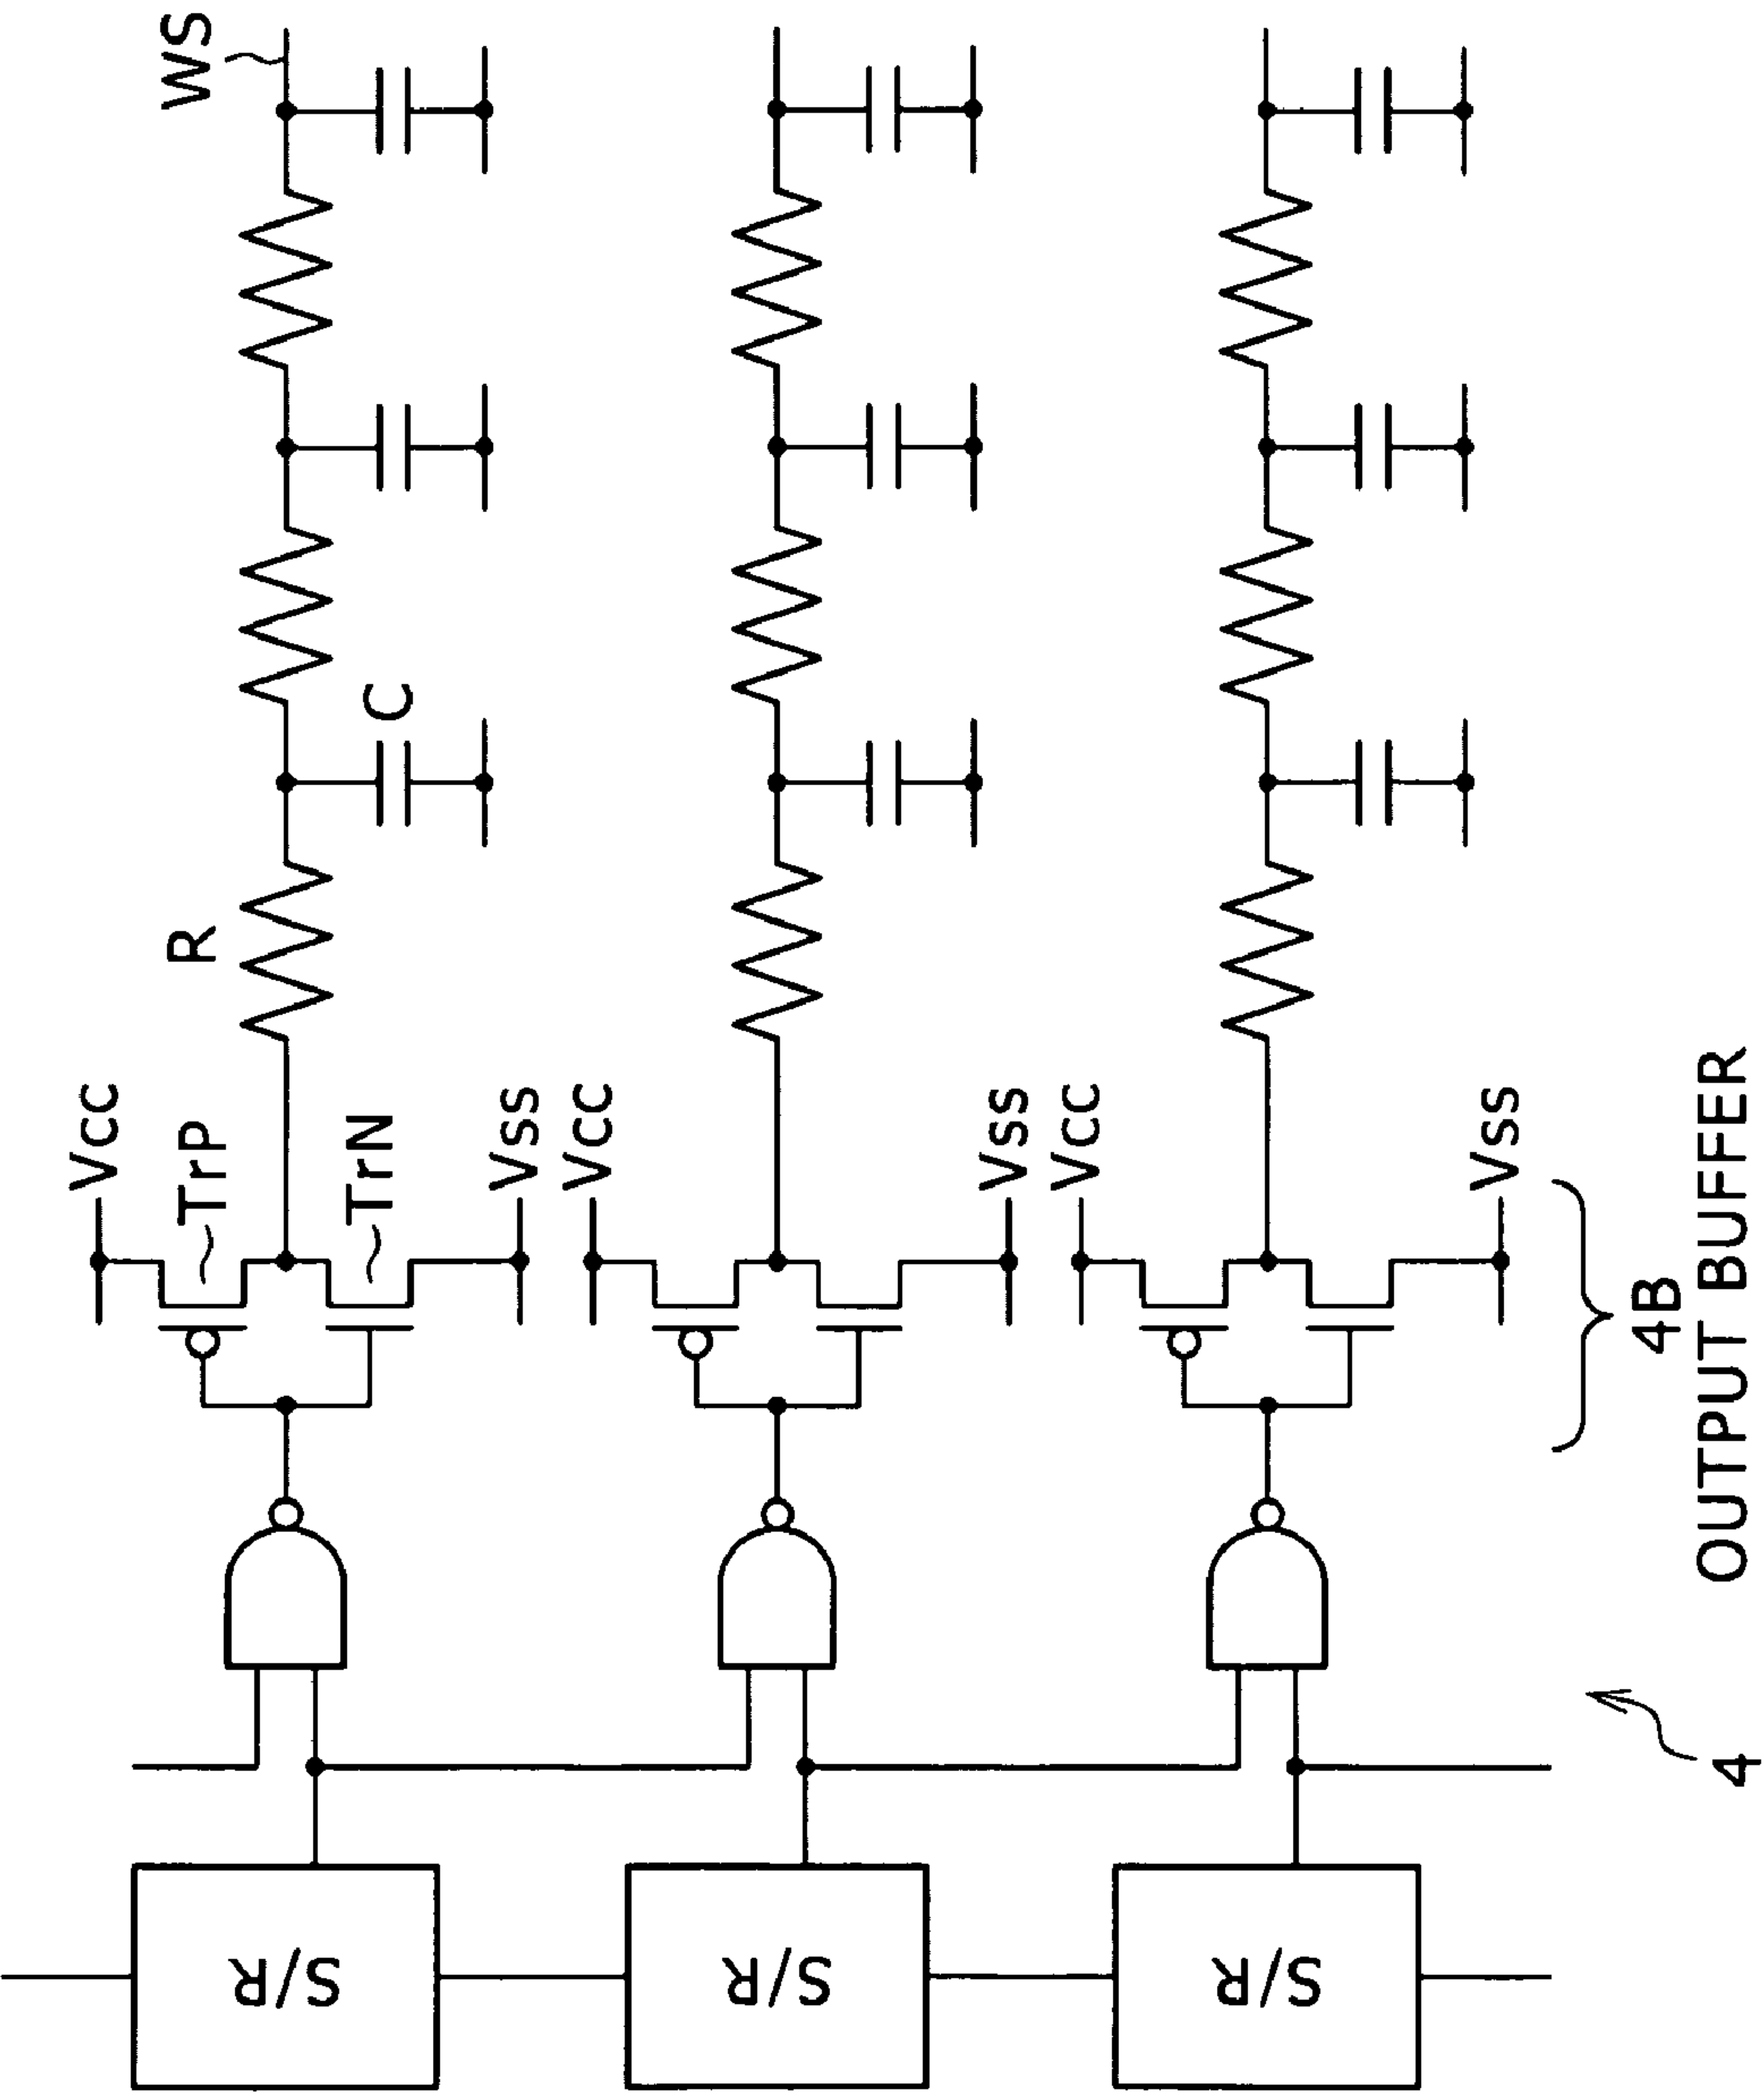 WS
R
C
Vcc
TrP
TrN
Vss
Vcc
Vss
Vcc
Vss
S/R
S/R
S/R
4B
OUTPUT BUFFER
4